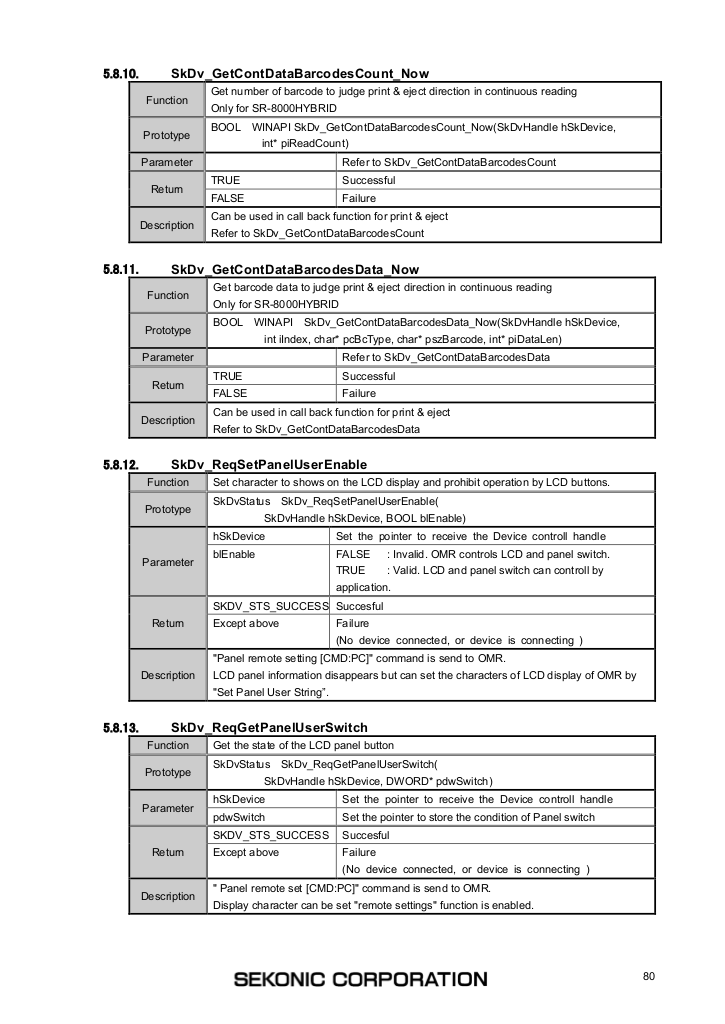 5.8.10. SkDv_GetContDataBarcodesCount_Now
Function
Get number of barcode to judge print & eject direction in continuous reading
Only for SR-8000HYBRID
Prototype
BOOL WINAPI SkDv_GetContDataBarcodesCount_Now(SkDvHandle hSkDevice,
int* piReadCount)
Parameter Refer to SkDv_GetContDataBarcodesCount
Return
TRUE Successful
FALSE Failure
Description
Can be used in call back function for print & eject
Refer to SkDv_GetContDataBarcodesCount
5.8.11. SkDv_GetContDataBarcodesData_Now
Function
Get barcode data to judge print & eject direction in continuous reading
Only for SR-8000HYBRID
Prototype
BOOL WINAPI SkDv_GetContDataBarcodesData_Now(SkDvHandle hSkDevice,
int iIndex, char* pcBcType, char* pszBarcode, int* piDataLen)
Parameter Refer to SkDv_GetContDataBarcodesData
Return
TRUE Successful
FALSE Failure
Description
Can be used in call back function for print & eject
Refer to SkDv_GetContDataBarcodesData
5.8.12. SkDv_ReqSetPanelUserEnable
Function Set character to shows on the LCD display and prohibit operation by LCD buttons.
Prototype
SkDvStatus SkDv_ReqSetPanelUserEnable(
SkDvHandle hSkDevice, BOOL blEnable)
Parameter
hSkDevice Set the pointer to receive the Device controll handle
blEnable FALSE : Invalid. OMR controls LCD and panel switch.
TRUE : Valid. LCD and panel switch can controll by
application.
Return
SKDV_STS_SUCCESS Succesful
Except above Failure
(No device connected, or device is connecting )
Description
"Panel remote setting [CMD:PC]" command is send to OMR.
LCD panel information disappears but can set the characters of LCD display of OMR by
"Set Panel User String".
5.8.13. SkDv_ReqGetPanelUserSwitch
Function Get the state of the LCD panel button
Prototype
SkDvStatus SkDv_ReqGetPanelUserSwitch(
SkDvHandle hSkDevice, DWORD* pdwSwitch)
Parameter
hSkDevice Set the pointer to receive the Device controll handle
pdwSwitch Set the pointer to store the condition of Panel switch
Return
SKDV_STS_SUCCESS Succesful
Except above Failure
(No device connected, or device is connecting )
Description
" Panel remote set [CMD:PC]" command is send to OMR.
Display character can be set "remote settings" function is enabled.
SEKONIC CORPORATION
80